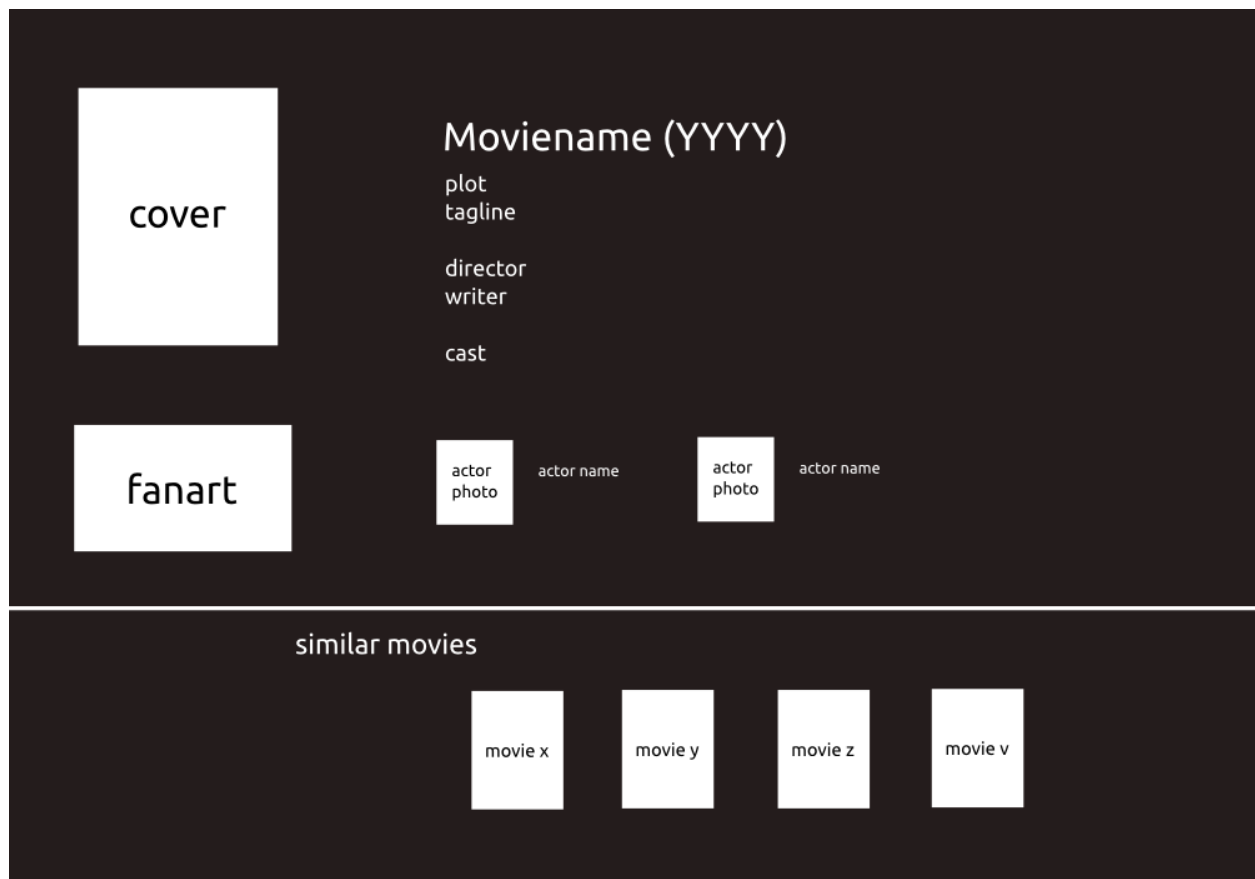 cover
Moviename (YYYY)
plot
tagline
director
writer
cast
fanart
actor
photo
actor name
actor
photo
actor name
similar movies
movie x
movie y
movie z
movie v